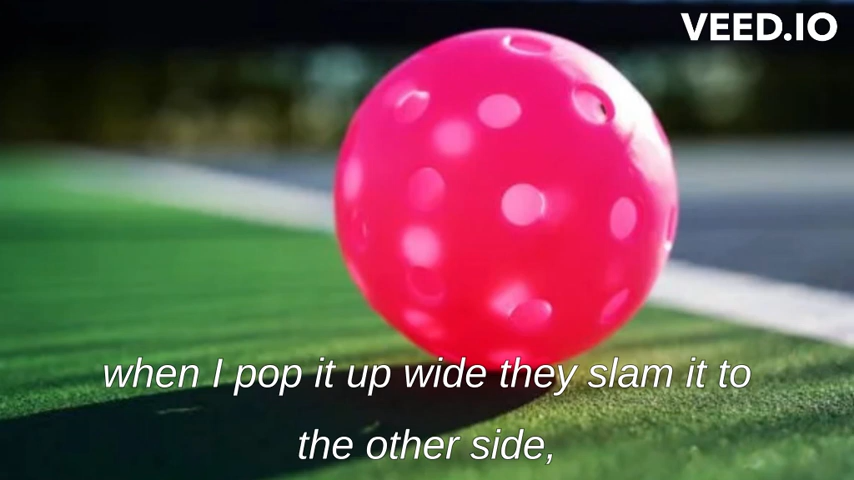 VEED.IO
when I pop it up wide they slam it to
the other side,